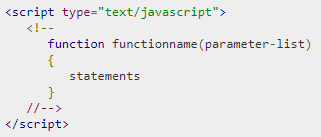 <script type="text/javascript">
<!--
function functionname(parameter-list)
{
statements
}
//-->
</script>